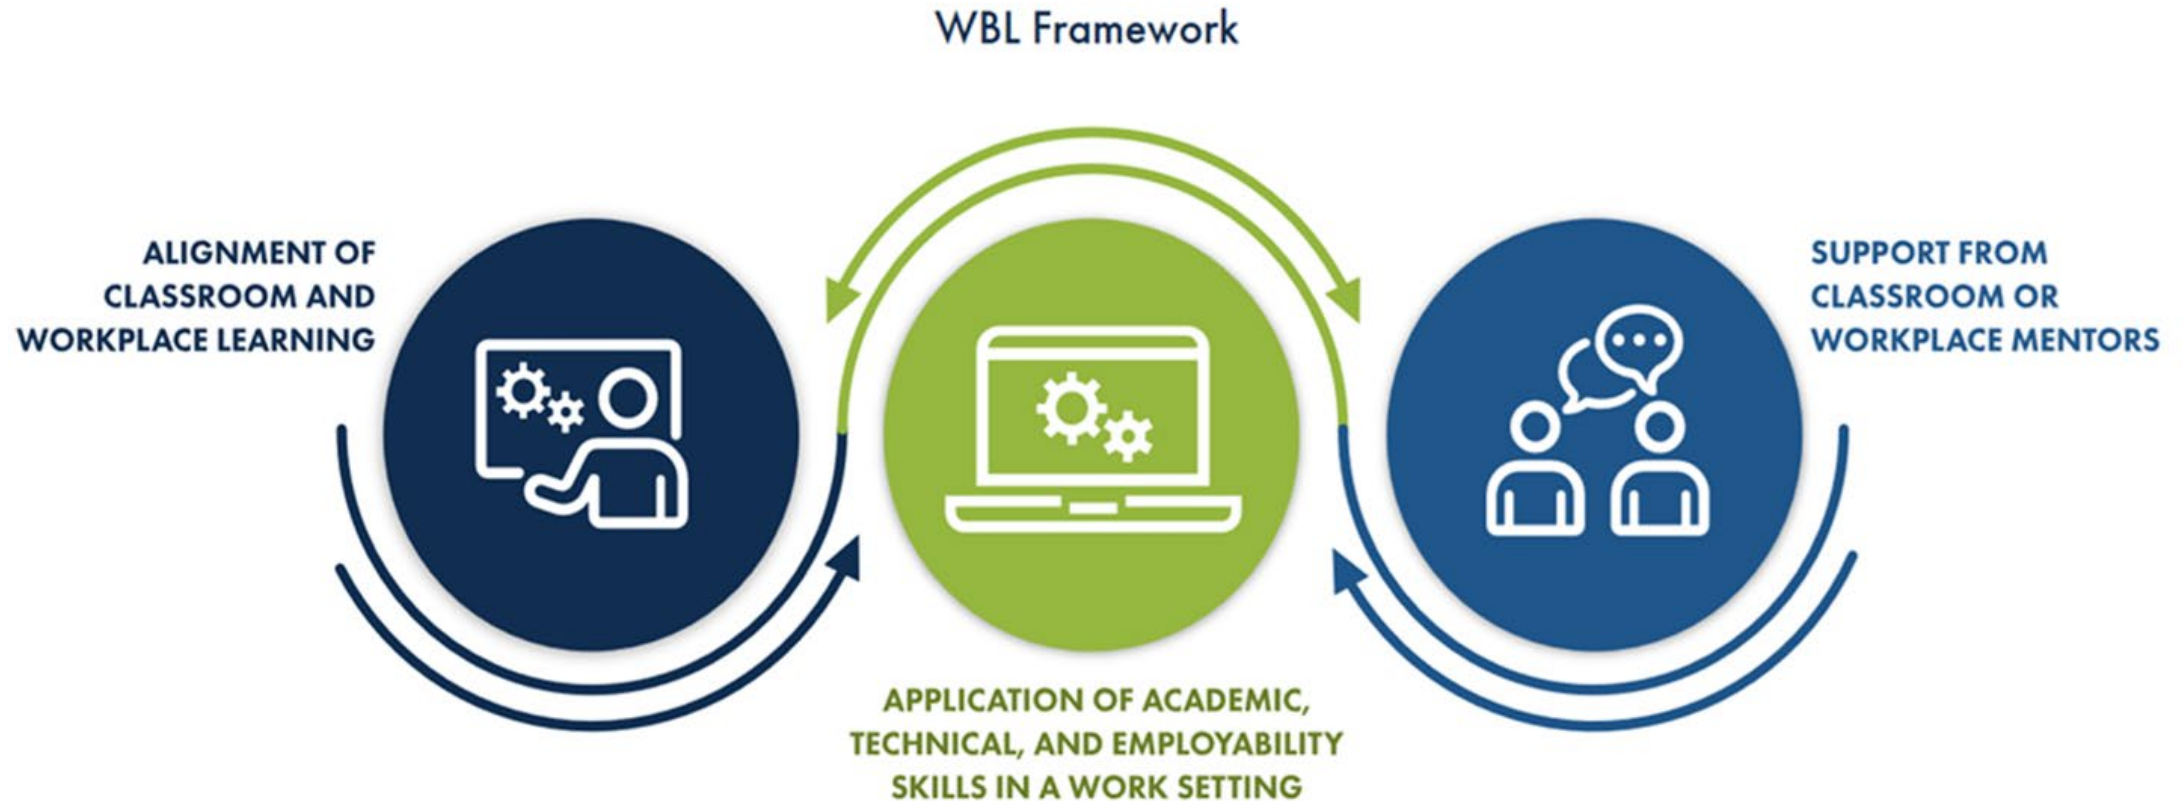 WBL Framework
ALIGNMENT OF
CLASSROOM AND
WORKPLACE LEARNING
APPLICATION OF ACADEMIC,
TECHNICAL, AND EMPLOYABILITY
SKILLS IN A WORK SETTING
SUPPORT FROM
CLASSROOM OR
WORKPLACE MENTORS